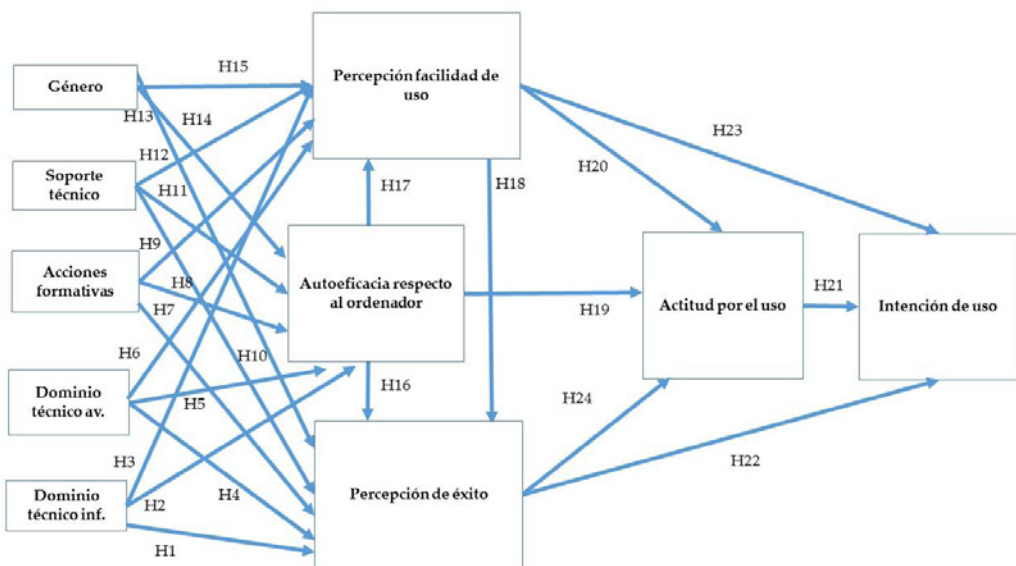 Género
Soporte
técnico
Acciones
formativas
Dominio
técnico av.
Dominio
técnico inf.
H15
H13
H14
H12
H11
H9
H8
H7
H10
H6
H5
H3
H4
H2
H1
Percepción facilidad de
uso
H17
H18
Autoeficacia respecto
al ordenador
H16
Percepción de éxito
H23
H20
H19
H24
H22
Actitud por el uso
H21
Intención de uso